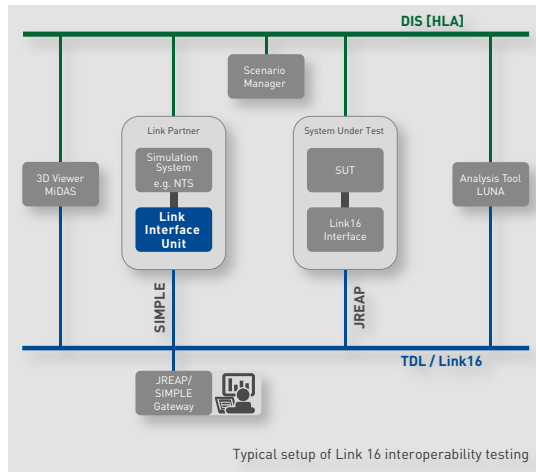 DIS [HLA]
Scenario
Manager
Link Partner
System Under Test
Simulation
System
e.g. NTS
SUT
3D Viewer
MiDAS
Analysis Tool
LUNA
Link
Interface
Unit
Link16
Interface
SIMPLE
JREAP
TDL / Link16
JREAP/
SIMPLE
Gateway
Typical setup of Link 16 interoperability testing